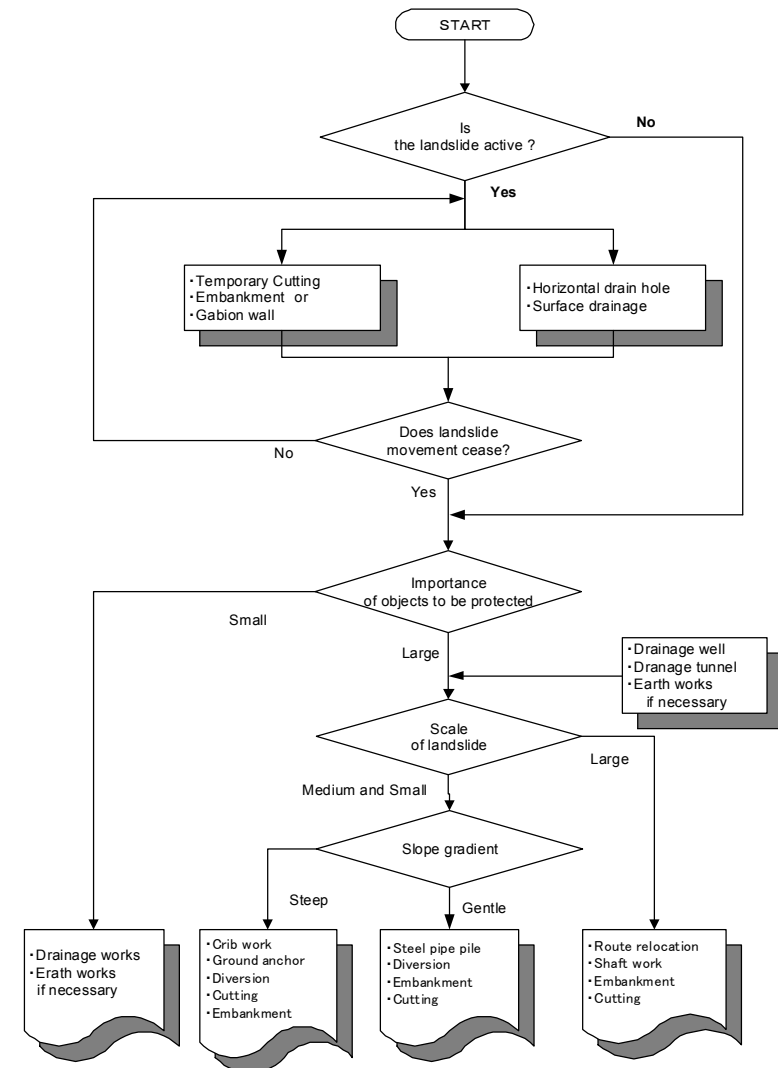 START
Is
the landslide active ?
No
Yes
・Temporary Cutting
・Embankment or
・Gabion wall
・Horizontal drain hole
・Surface drainage
Does landslide
movement cease?
No
Yes
Importance
of objects to be protected
Small
Large
・Drainage well
・Dranage tunnel
・Earth works
if necessary
Scale
of landslide
Large
Medium and Small
Slope gradient
Steep
Gentle
・Drainage works
・Erath works
if necessary
・Crib work
・Ground anchor
・Diversion
・Cutting
・Embankment
・Steel pipe pile
・Diversion
・Embankment
・Cutting
・Route relocation
・Shaft work
・Embankment
・Cutting